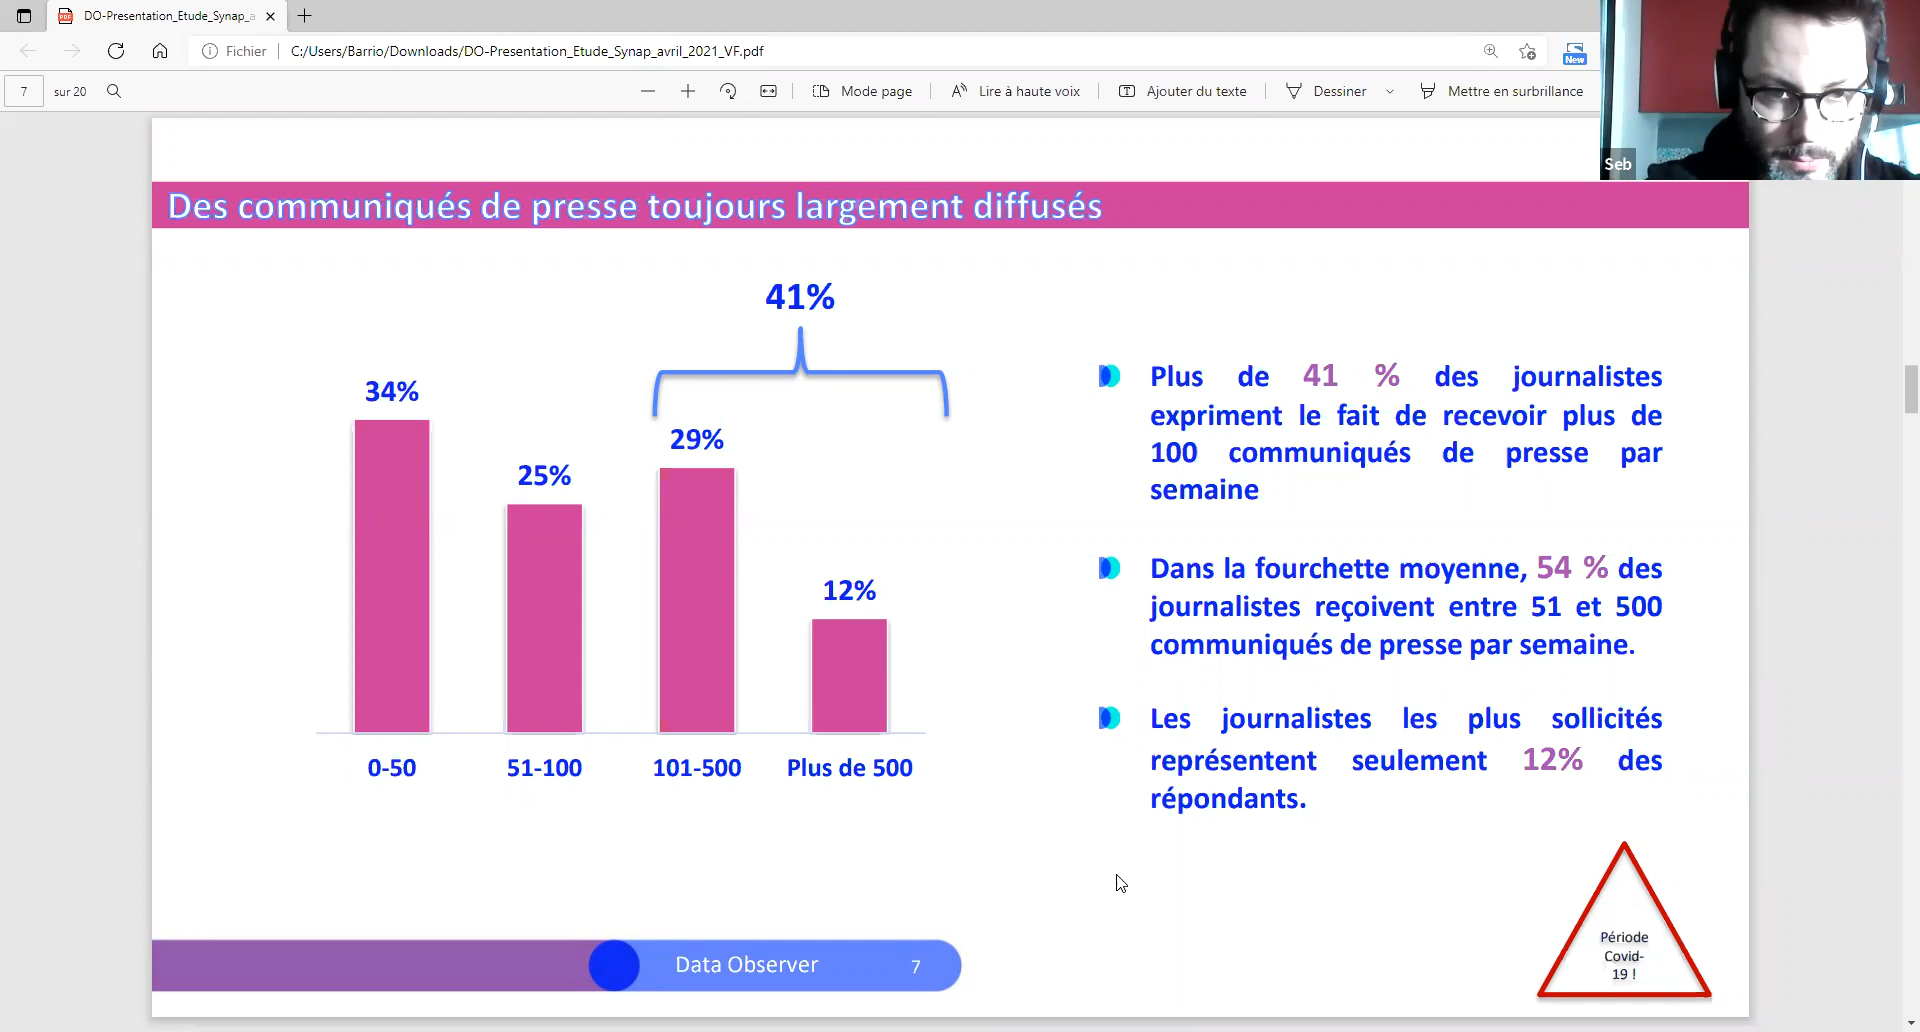 DO-Presentation_Etude_Synap_a
Fichier
C:/Users/Barrio/Downloads/DO-Presentation_Etude_Synap_avril_2021_VF.pdf
New
7
sur 20
Mode page
Lire à haute voix
Ajouter du texte
Dessiner
Mettre en surbrillance
Seb
Des communiqués de presse toujours largement diffusés
41%
34%
25%
29%
12%
0-50
51-100
101-500
Plus de 500
Plus de 41 % des journalistes
expriment le fait de recevoir plus de
100 communiqués de presse par
semaine
Dans la fourchette moyenne, 54 % des
journalistes reçoivent entre 51 et 500
communiqués de presse par semaine.
Les journalistes les plus sollicités
représentent seulement 12% des
répondants.
Période
Covid-
19 !
Data Observer
7